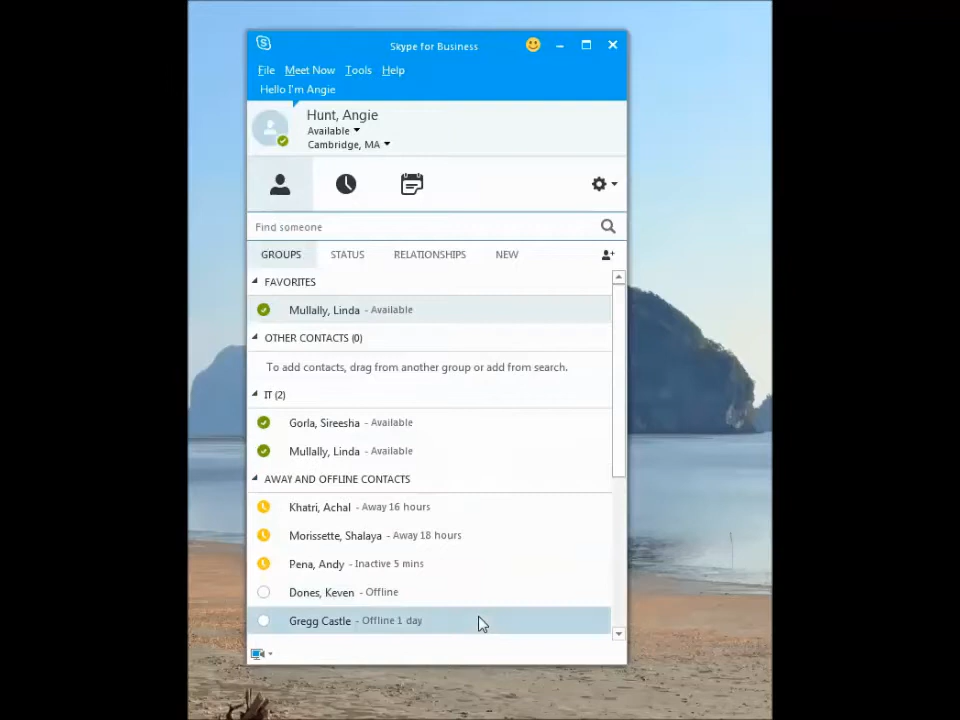 Skype for Business
File Meet Now Tools Help
Hello I'm Angie
Hunt, Angie
Available
Cambridge, MA
Find someone
GROUPS STATUS RELATIONSHIPS NEW
FAVORITES
Mullally, Linda - Available
OTHER CONTACTS (0)
To add contacts, drag from another group or add from search.
IT (2)
Gorla, Sireesha - Available
Mullally, Linda - Available
AWAY AND OFFLINE CONTACTS
Khatri, Achal - Away 16 hours
Morissette, Shalaya - Away 18 hours
Pena, Andy - Inactive 5 mins
Dones, Keven - Offline
Gregg Castle - Offline 1 day